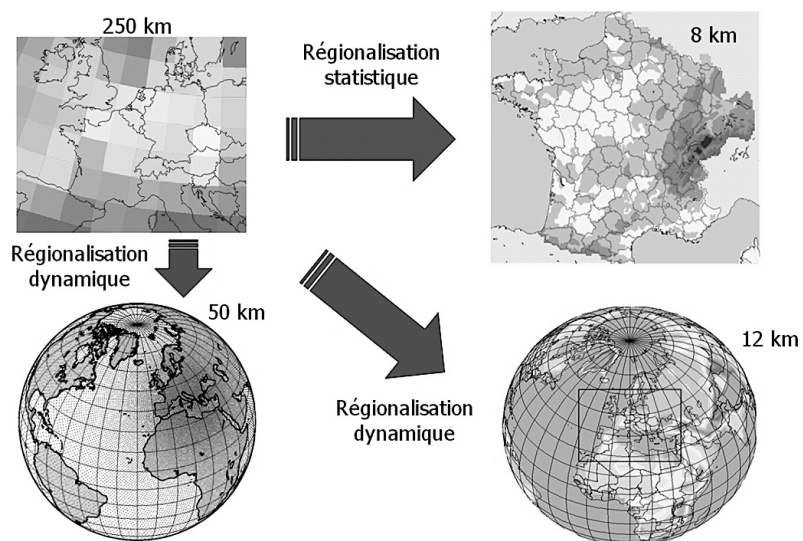 250 km
Régionalisation
statistique
8 km
Régionalisation
dynamique
50 km
12 km
Régionalisation
dynamique